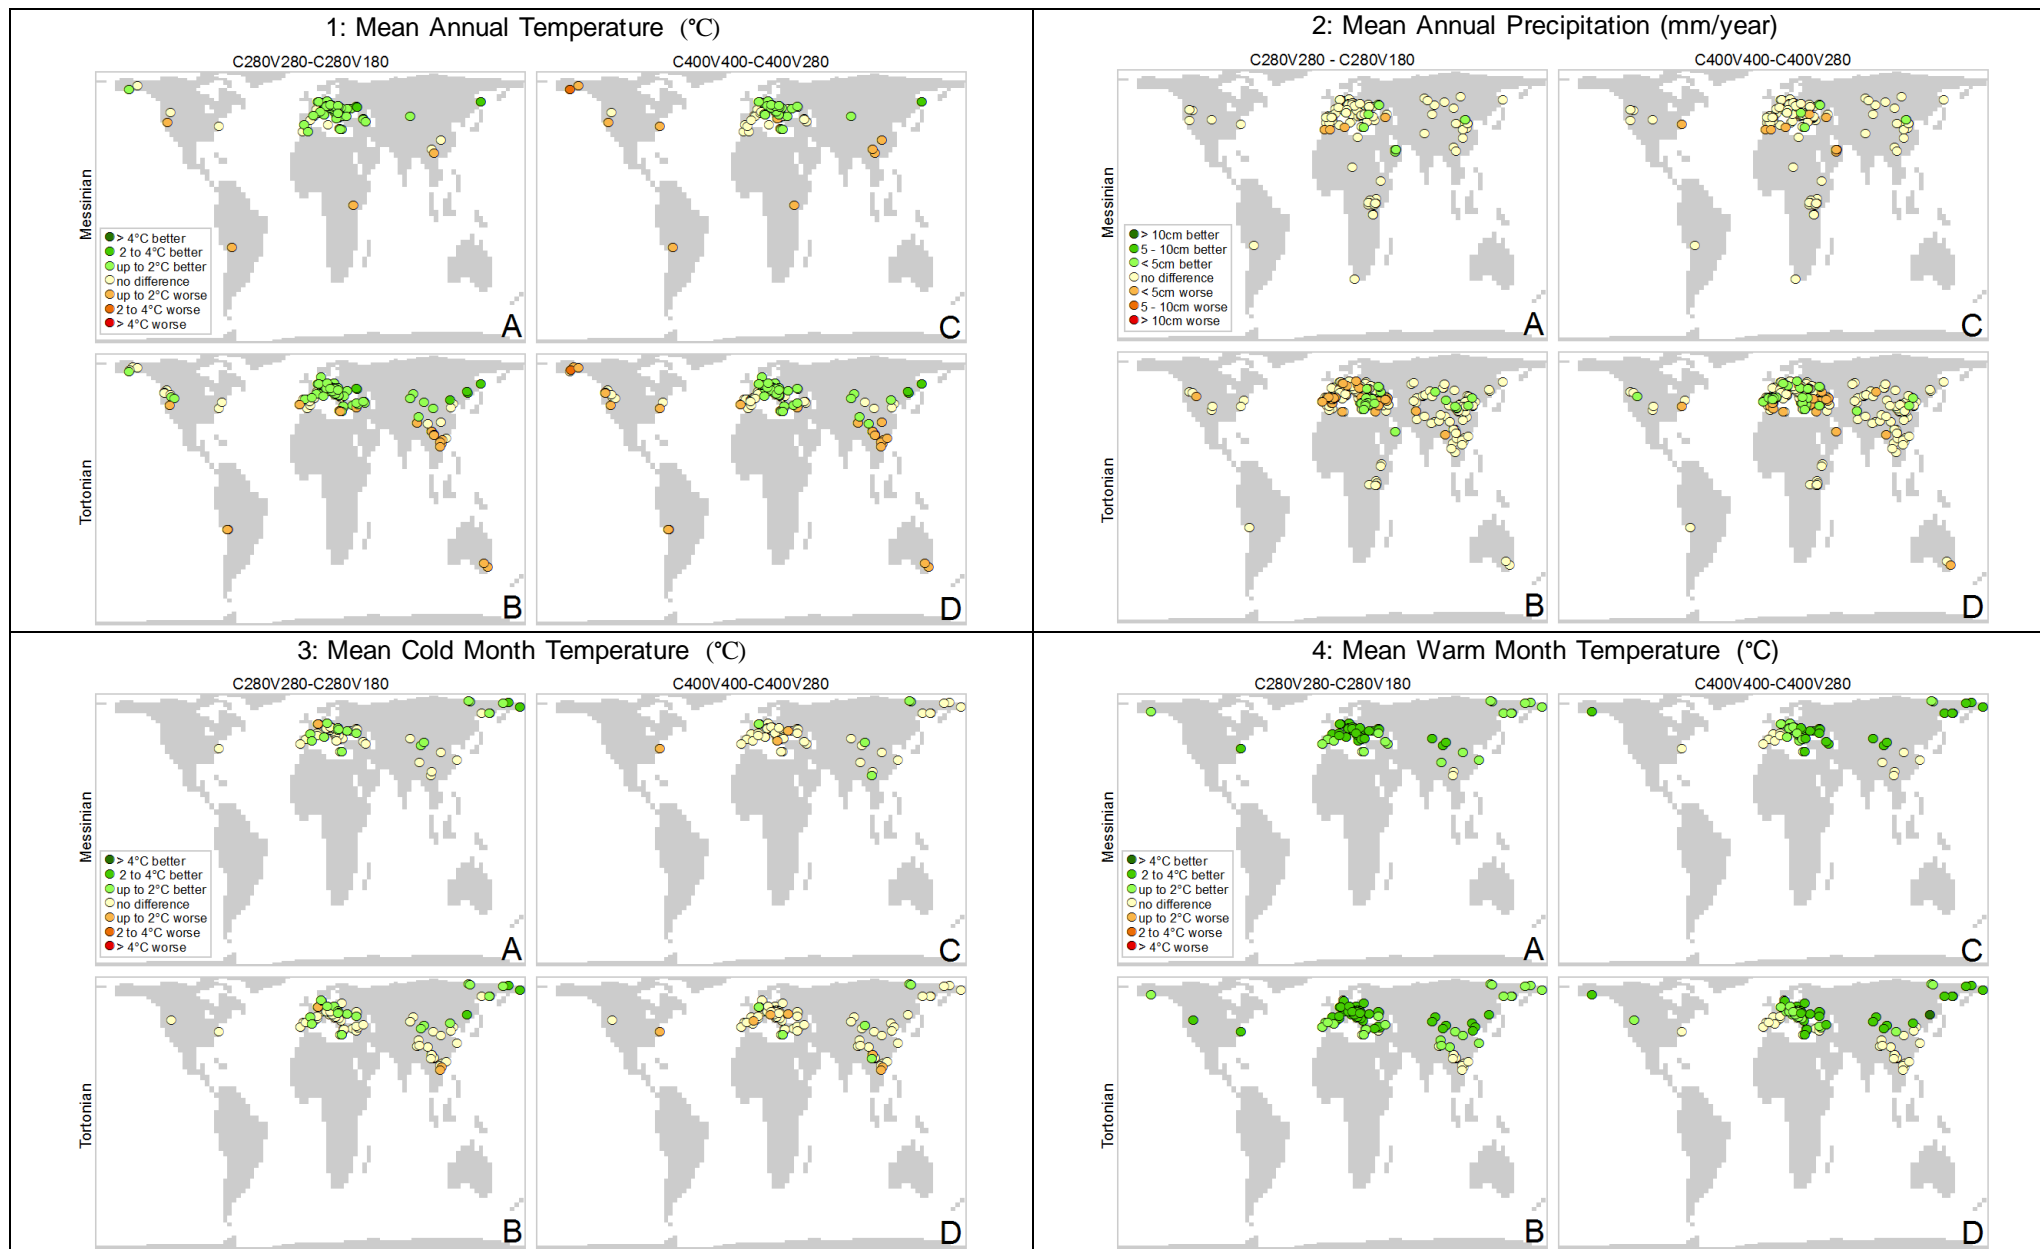 1: Mean Annual Temperature (°C)
C280V280-C280V180
C400V400-C400V280
Messinian
> 4°C better
2 to 4°C better
up to 2°C better
no difference
up to 2°C worse
2 to 4°C worse
> 4°C worse
A
C
Tortonian
B
D
2: Mean Annual Precipitation (mm/year)
C280V280 - C280V180
C400V400-C400V280
Messinian
> 10cm better
5 - 10cm better
< 5cm better
no difference
< 5cm worse
5 - 10cm worse
> 10cm worse
A
C
Tortonian
B
D
3: Mean Cold Month Temperature (°C)
C280V280-C280V180
C400V400-C400V280
Messinian
> 4°C better
2 to 4°C better
up to 2°C better
no difference
up to 2°C worse
2 to 4°C worse
> 4°C worse
A
C
Tortonian
B
D
4: Mean Warm Month Temperature (°C)
C280V280-C280V180
C400V400-C400V280
Messinian
> 4°C better
2 to 4°C better
up to 2°C better
no difference
up to 2°C worse
2 to 4°C worse
> 4°C worse
A
C
Tortonian
B
D